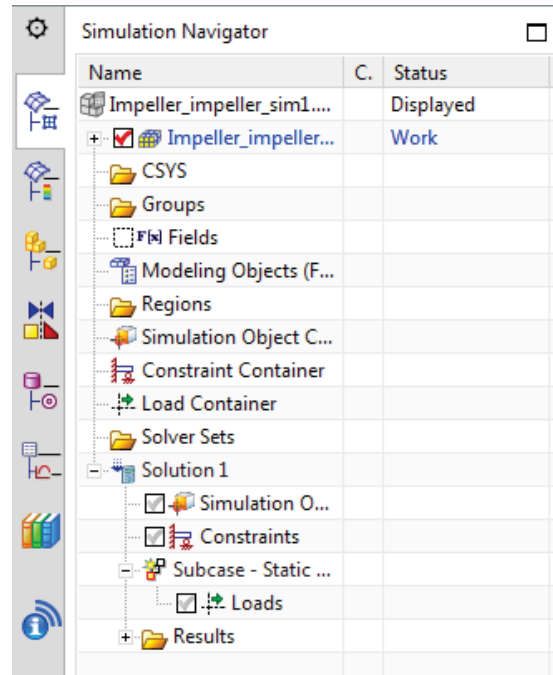 Simulation Navigator
Name C. Status
Impeller_impeller_sim1.... Displayed
Impeller_impeller... Work
CSYS
Groups
F(x) Fields
Modeling Objects (F...
Regions
Simulation Object C...
Constraint Container
Load Container
Solver Sets
Solution 1
Simulation O...
Constraints
Subcase - Static ...
Loads
Results